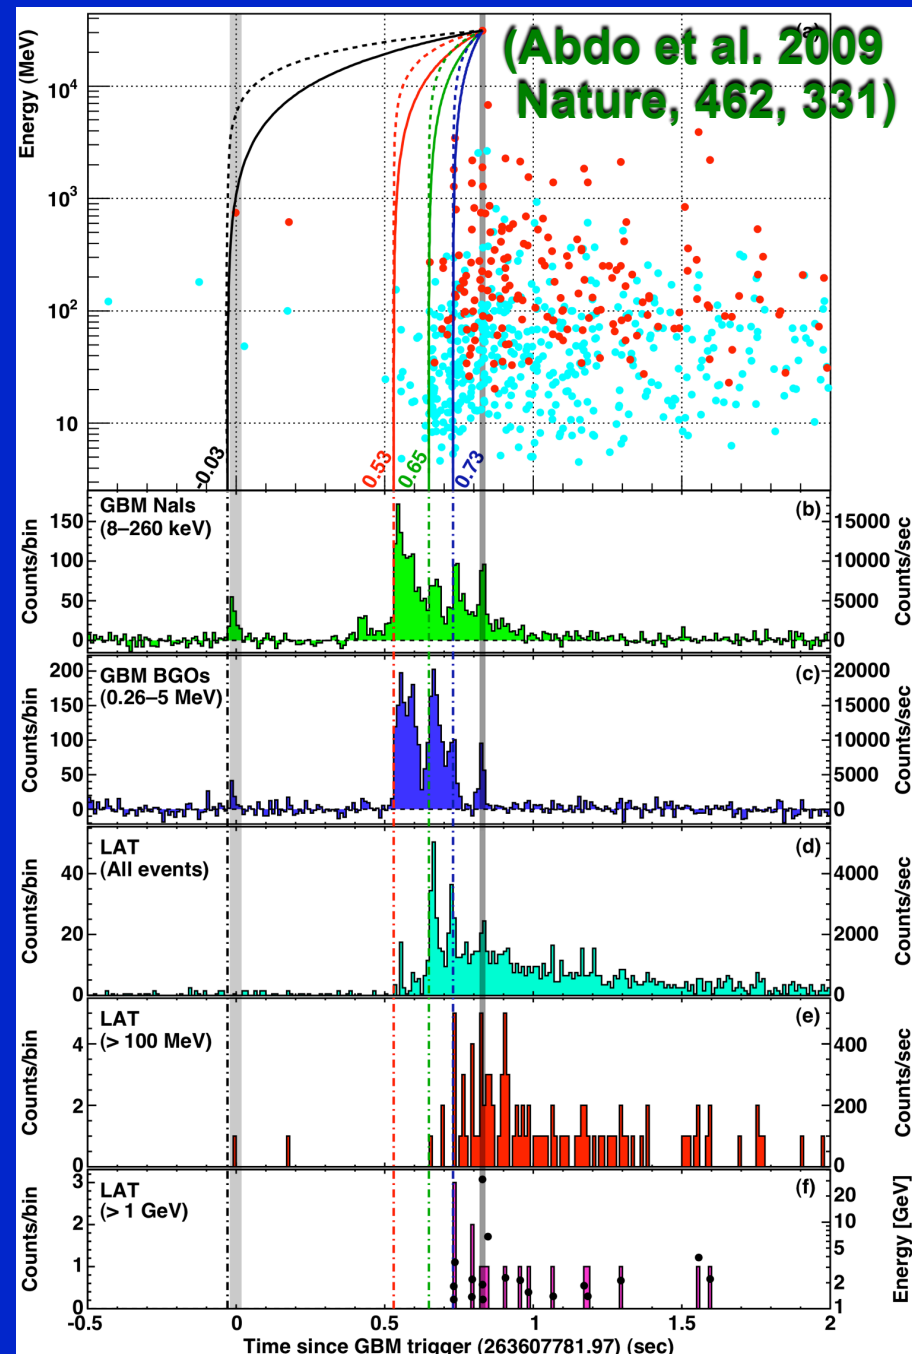 (a)
(Abdo et al. 2009
Nature, 462, 331)
Energy (MeV)
10⁴
10³
10²
10
-0.03
0.53
0.65
0.73
GBM NaIs
(8–260 keV)
(b)
Counts/bin
150
100
50
0
15000
10000
5000
0
Counts/sec
GBM BGOs
(0.26–5 MeV)
(c)
Counts/bin
200
150
100
50
0
20000
15000
10000
5000
0
Counts/sec
LAT
(All events)
(d)
Counts/bin
40
20
0
4000
2000
0
Counts/sec
LAT
(> 100 MeV)
(e)
Counts/bin
4
2
0
400
200
0
Counts/sec
LAT
(> 1 GeV)
(f)
Counts/bin
3
2
1
0
20
10
5
2
1
Energy [GeV]
-0.5
0
0.5
1
1.5
2
Time since GBM trigger (263607781.97) (sec)